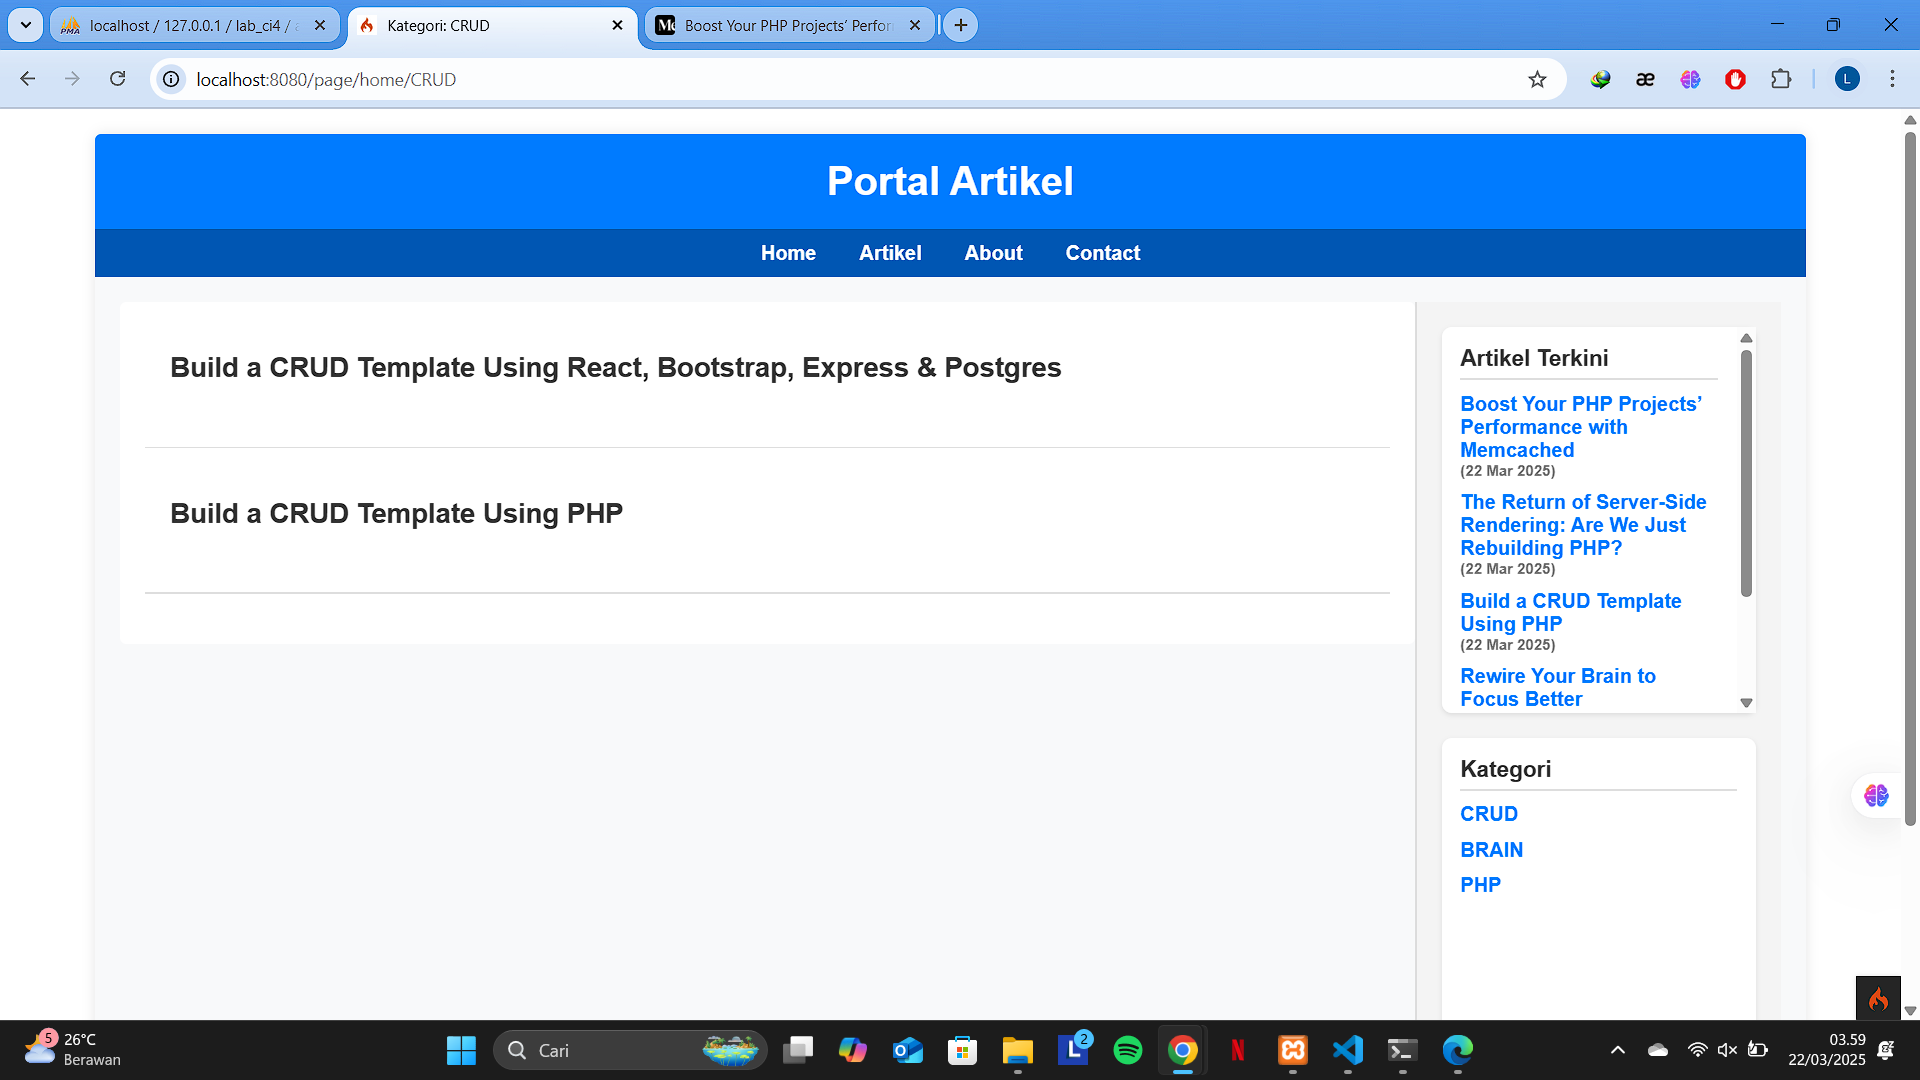 localhost / 127.0.0.1 / lab_ci4 / a
Kategori: CRUD
Boost Your PHP Projects’ Perfor
localhost:8080/page/home/CRUD
L
Portal Artikel
Home Artikel About Contact
Build a CRUD Template Using React, Bootstrap, Express & Postgres
Build a CRUD Template Using PHP
Artikel Terkini
Boost Your PHP Projects’
Performance with
Memcached
(22 Mar 2025)
The Return of Server-Side
Rendering: Are We Just
Rebuilding PHP?
(22 Mar 2025)
Build a CRUD Template
Using PHP
(22 Mar 2025)
Rewire Your Brain to
Focus Better
Kategori
CRUD
BRAIN
PHP
5
26°C
Berawan
Cari
2
03.59
22/03/2025